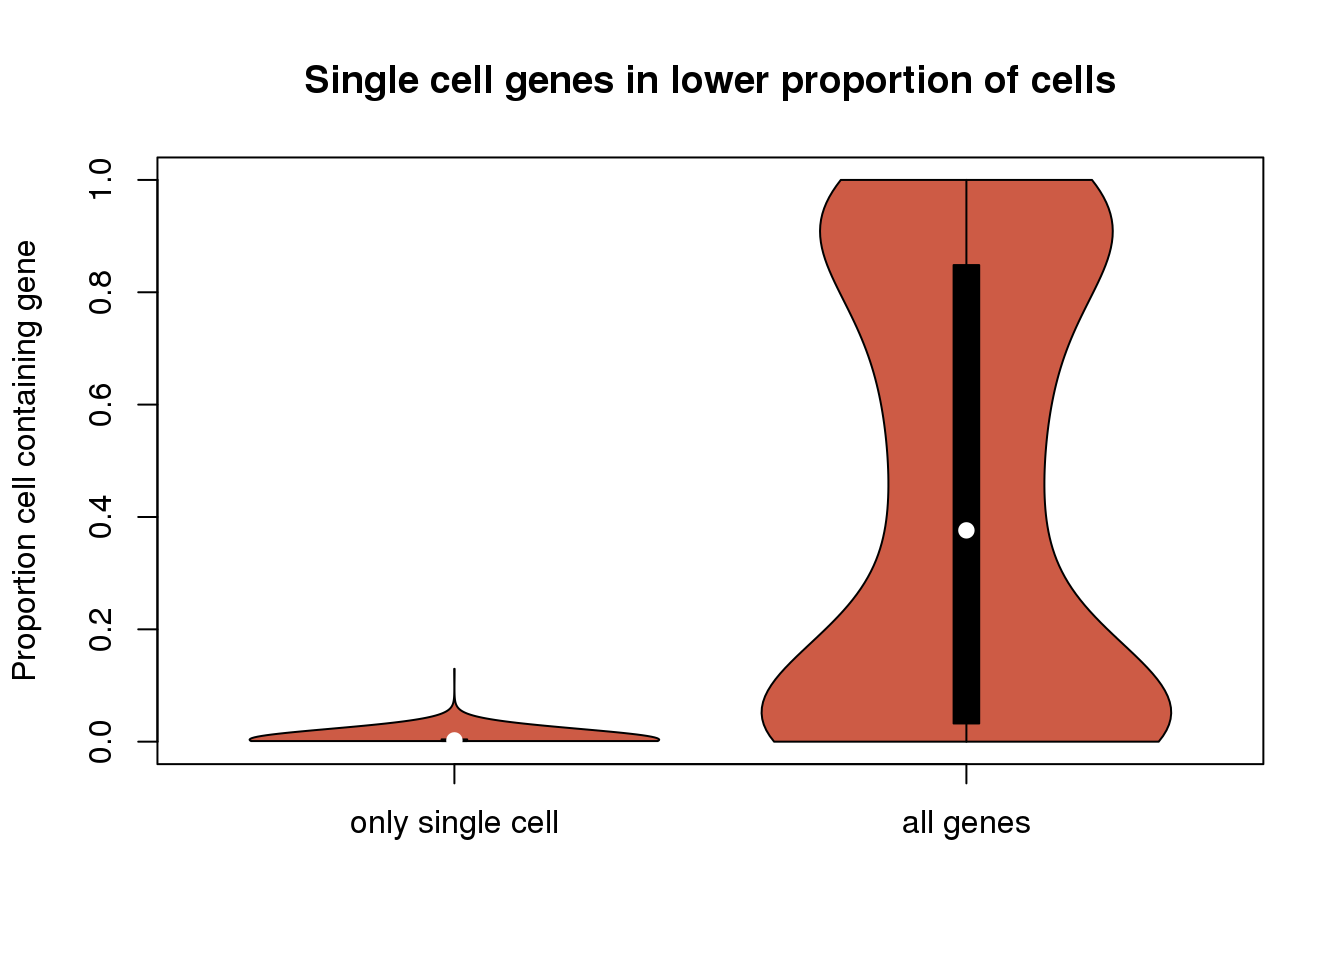 Single cell genes in lower proportion of cells
Proportion cell containing gene
1.0
0.8
0.6
0.4
0.2
0.0
only single cell
all genes